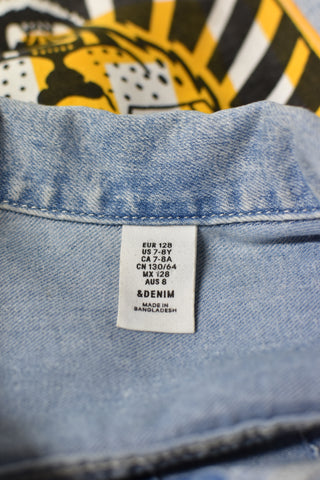 EUR 128
US 7-8Y
CA 7-8A
CN 130/64
MX 128
AUS 8
&DENIM
MADE IN
BANGLADESH